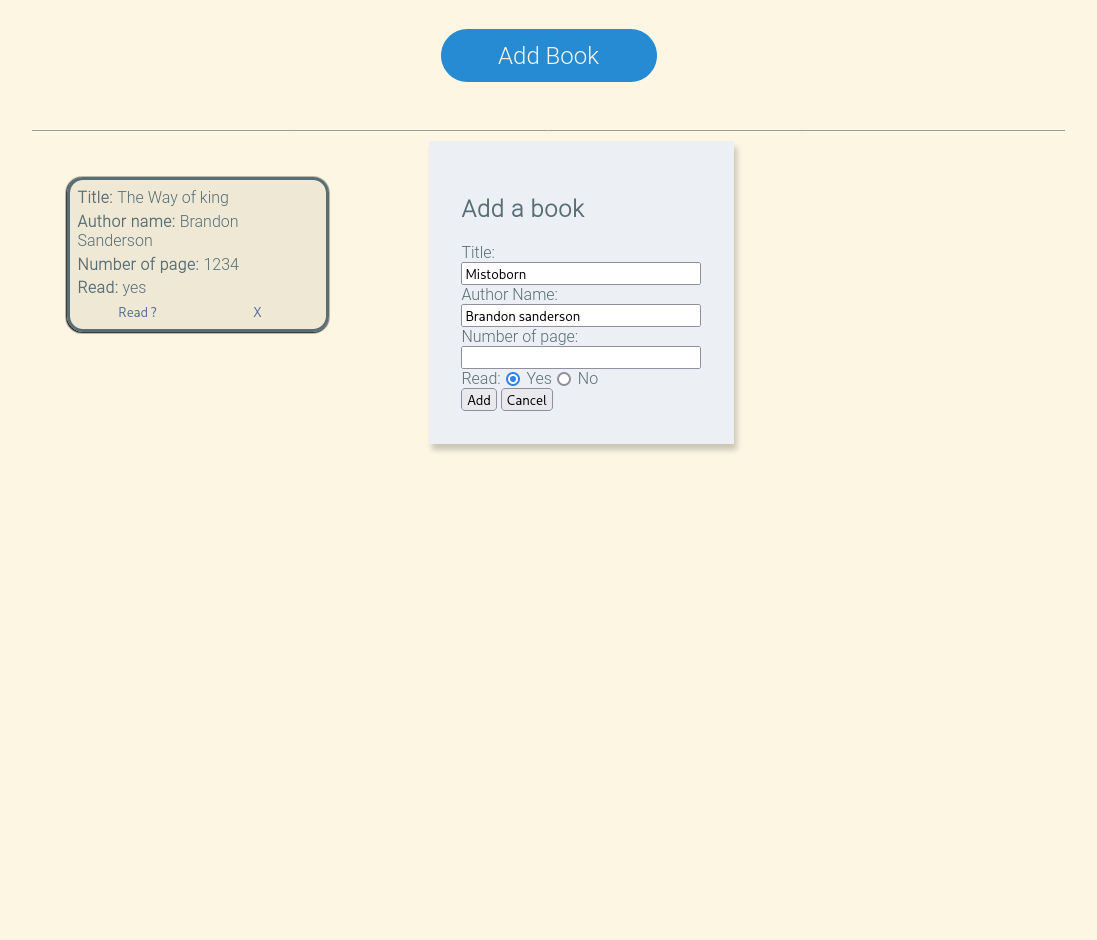 Add Book
Title: The Way of king
Author name: Brandon
Sanderson
Number of page: 1234
Read: yes
Read ? X
Add a book
Title:
Mistoborn
Author Name:
Brandon sanderson
Number of page:
Read: Yes No
Add Cancel